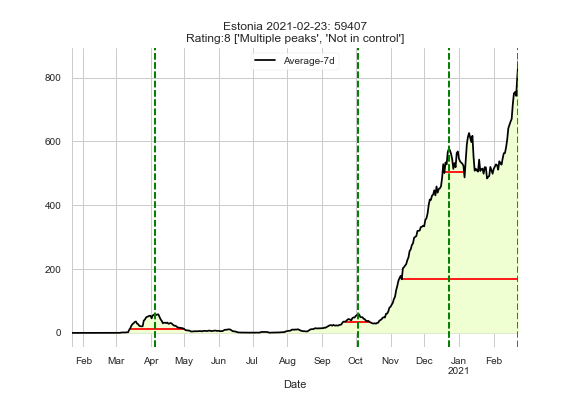 Estonia 2021-02-23: 59407
Rating:8 ['Multiple peaks', 'Not in control']
Average-7d
800
600
400
200
0
Feb Mar Apr May Jun Jul Aug Sep Oct Nov Dec Jan Feb
2021
Date